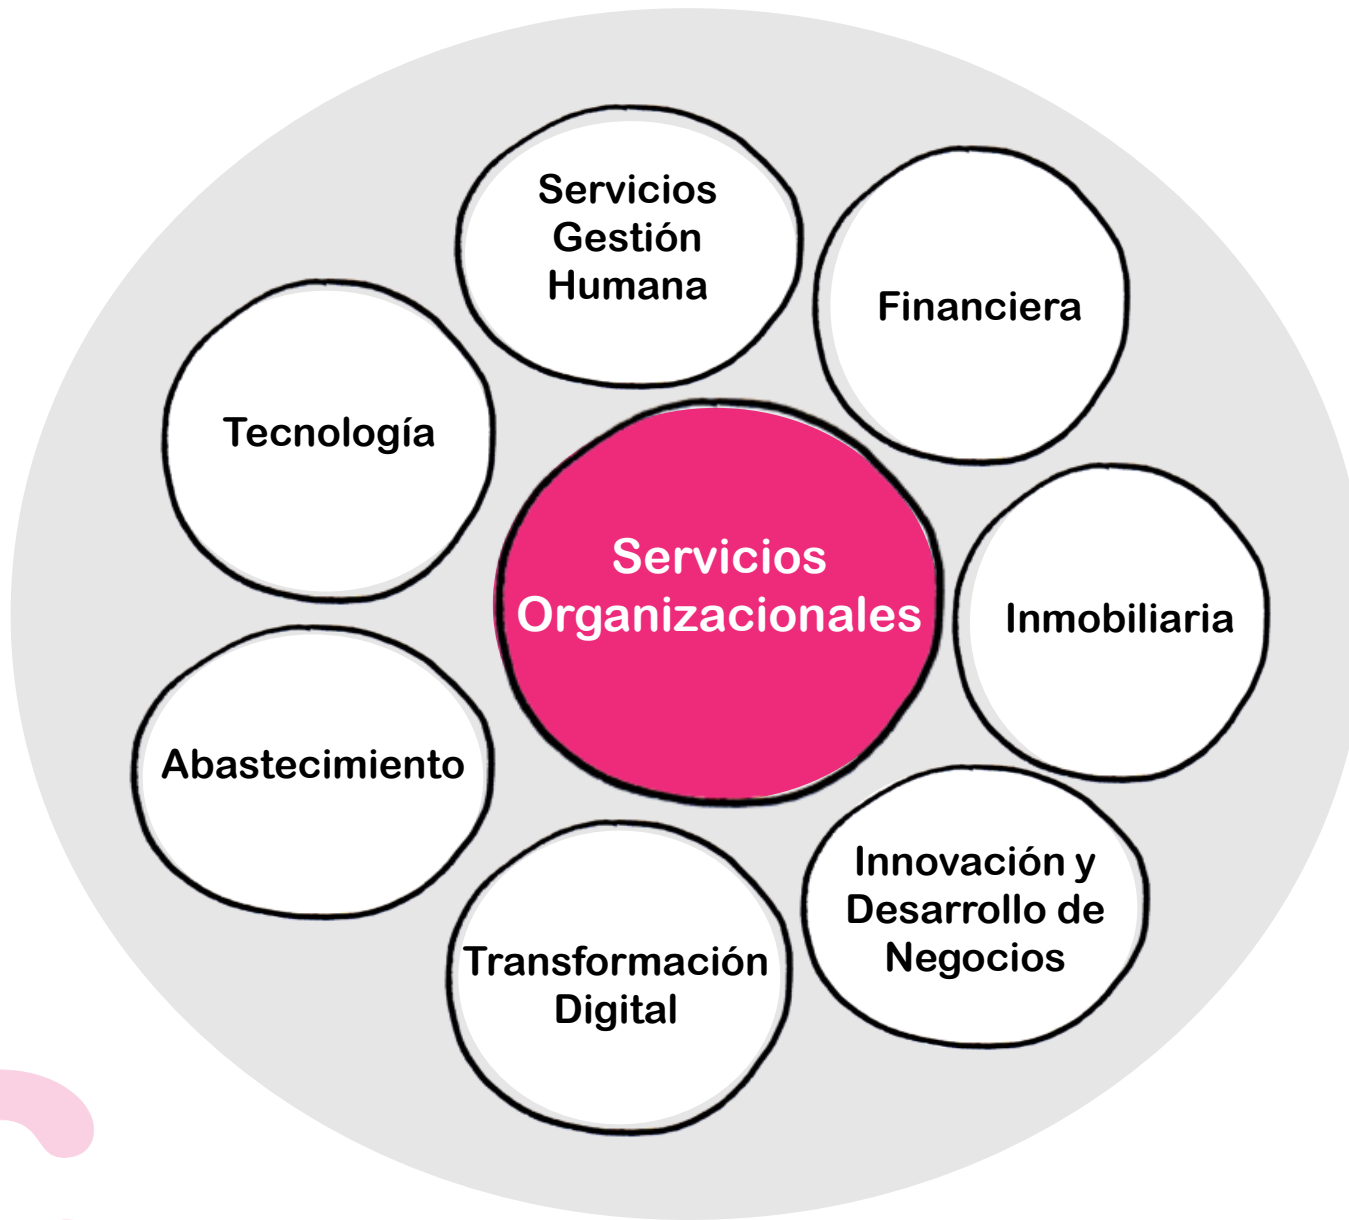 Servicios
Gestión
Humana
Financiera
Tecnología
Servicios
Organizacionales
Inmobiliaria
Abastecimiento
Innovación y
Desarrollo de
Negocios
Transformación
Digital